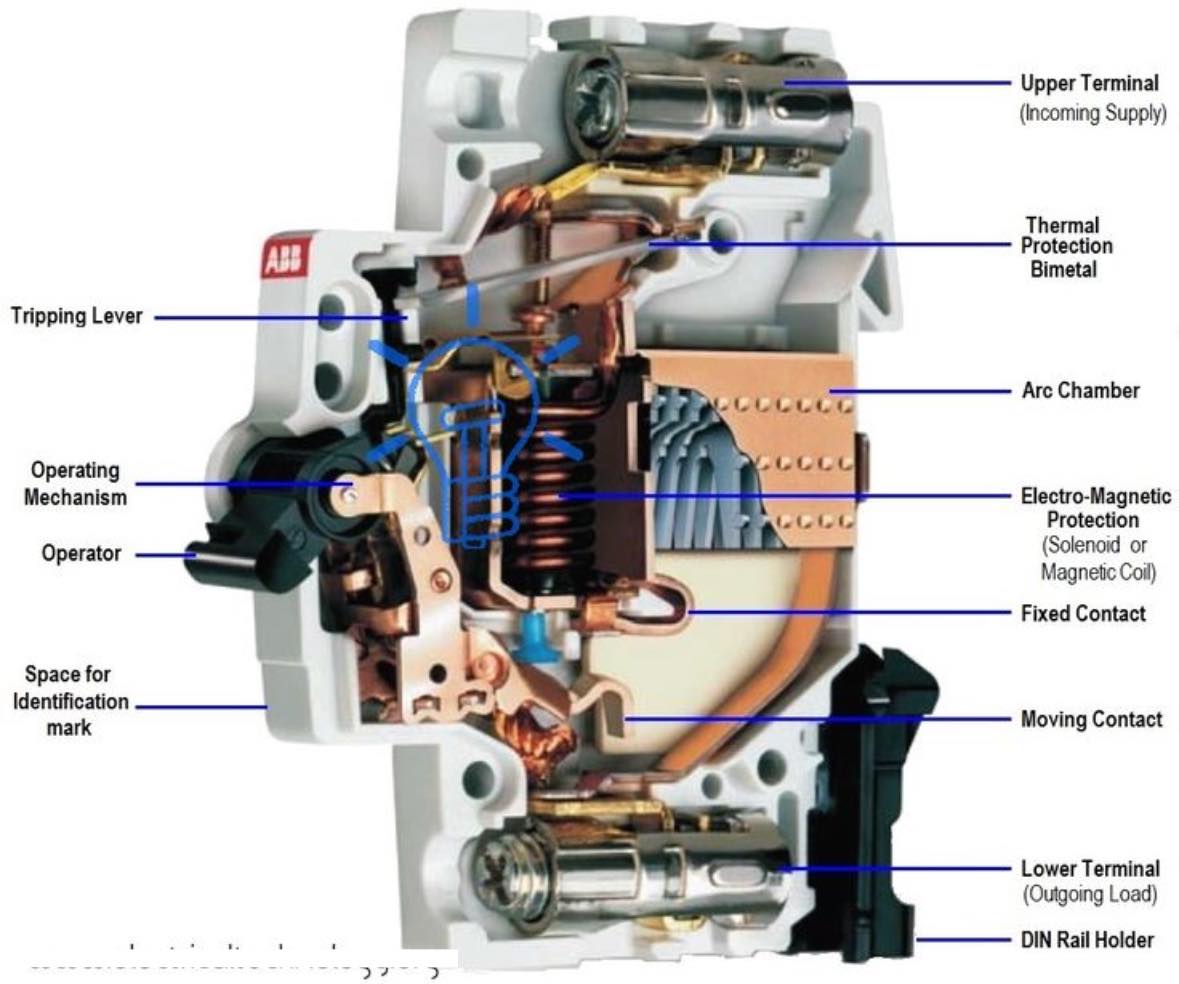 Upper Terminal
(Incoming Supply)
Thermal
Protection
Bimetal
ABB
Tripping Lever
Arc Chamber
Operating
Mechanism
Electro-Magnetic
Protection
(Solenoid or
Magnetic Coil)
Operator
Fixed Contact
Space for
Identification
mark
Moving Contact
Lower Terminal
(Outgoing Load)
DIN Rail Holder